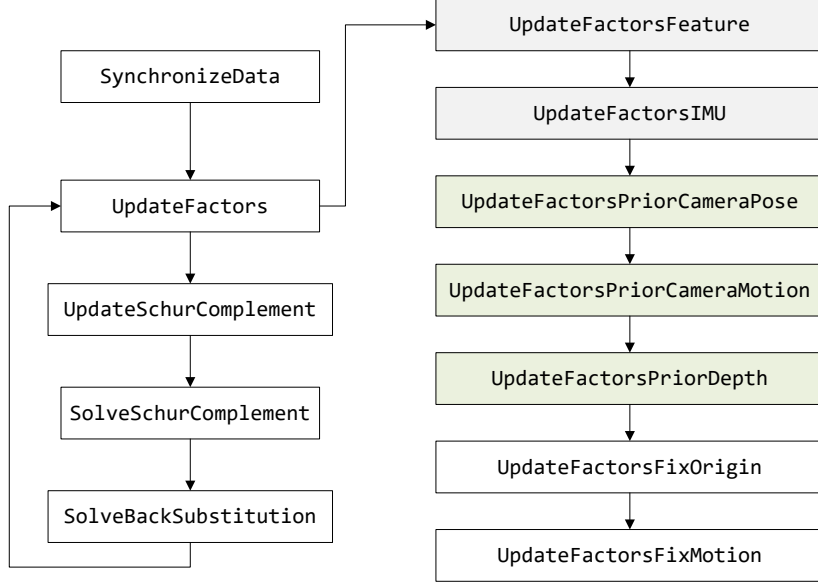 SynchronizeData
UpdateFactors
UpdateSchurComplement
SolveSchurComplement
SolveBackSubstitution
UpdateFactorsFeature
UpdateFactorsIMU
UpdateFactorsPriorCameraPose
UpdateFactorsPriorCameraMotion
UpdateFactorsPriorDepth
UpdateFactorsFixOrigin
UpdateFactorsFixMotion